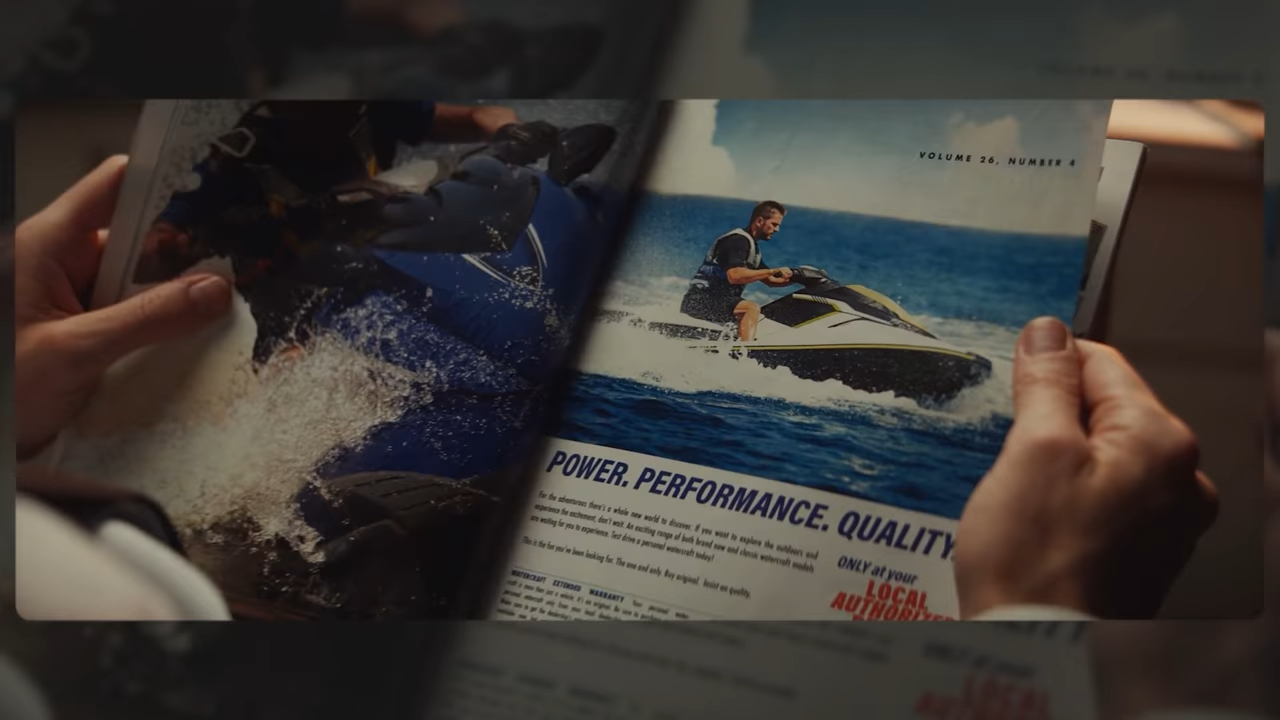 VOLUME 26, NUMBER 4
POWER. PERFORMANCE. QUALITY.
For the adventurous there's a whole new world to discover. If you want to explore the outdoors and
experience the excitement, don't wait. An exciting range of both brand new and classic watercraft models
are waiting for you to experience. Test drive a personal watercraft today!
This is the fun you've been looking for. The one and only. Buy original. Insist on quality.
ONLY at your
LOCAL
AUTHORIZED
WATERCRAFT EXTENDED WARRANTY Your personal